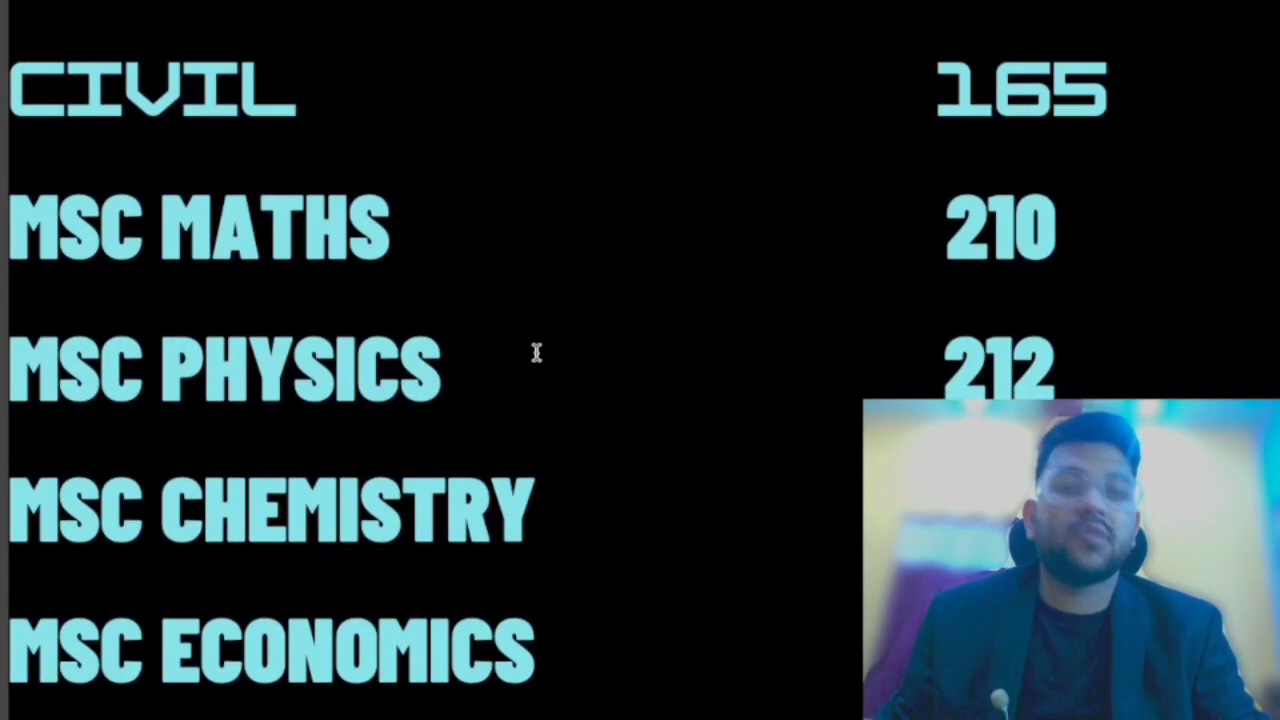 CIVIL 165
MSC MATHS 210
MSC PHYSICS 212
MSC CHEMISTRY
MSC ECONOMICS